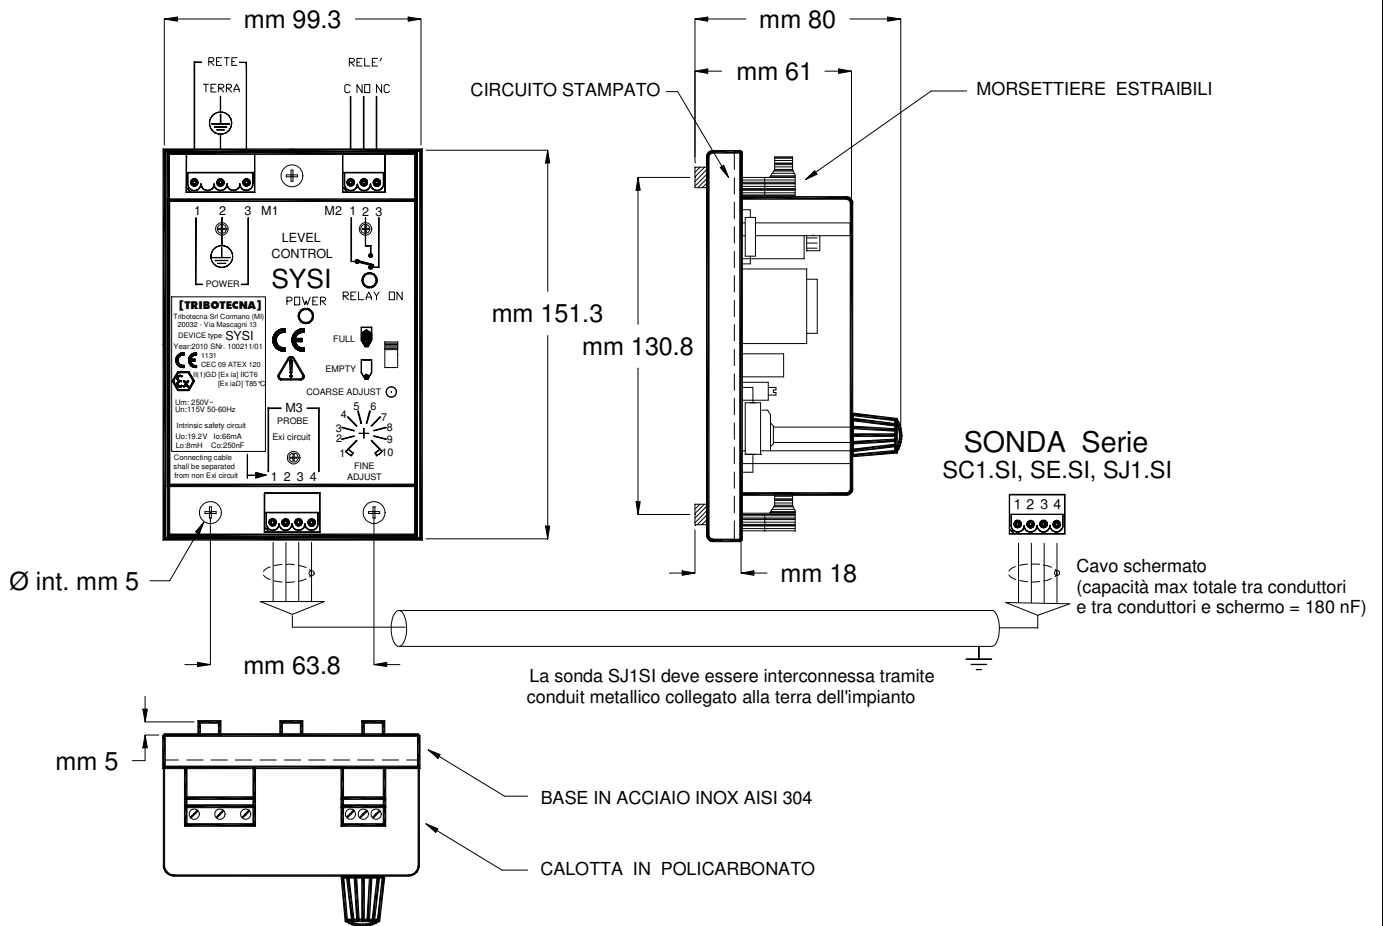 mm 99.3
mm 80
mm 61
RETE
TERRA
RELE'
C NO NC
CIRCUITO STAMPATO
MORSETTIERE ESTRAIBILI
1 2 3 M1
M2 1 2 3
LEVEL
CONTROL
SYSI
POWER
POWER
RELAY ON
[TRIBOTECNA]
Tribotecna Srl Cormano (MI)
20032 - Via Mascagni 13
DEVICE type SYSI
Year:2010 SNr. 100211/01
CE 1131
CEC 09 ATEX 120
Ex II(1)GD [Ex ia] IICT6
[Ex iaD] T85°C
Um: 250V~
Un:115V 50-60Hz
Intrinsic safety circuit
Uo:19.2V Io:66mA
Lo:8mH Co:250nF
Connecting cable
shall be separated
from non Exi circuit
CE
FULL
EMPTY
COARSE ADJUST
M3
PROBE
Exi circuit
1 2 3 4
1 2 3 4 5 6 7 8 9 10
FINE
ADJUST
mm 151.3
mm 130.8
mm 18
Ø int. mm 5
mm 63.8
SONDA Serie
SC1.SI, SE.SI, SJ1.SI
1 2 3 4
Cavo schermato
(capacità max totale tra conduttori
e tra conduttori e schermo = 180 nF)
La sonda SJ1SI deve essere interconnessa tramite
conduit metallico collegato alla terra dell'impianto
mm 5
BASE IN ACCIAIO INOX AISI 304
CALOTTA IN POLICARBONATO